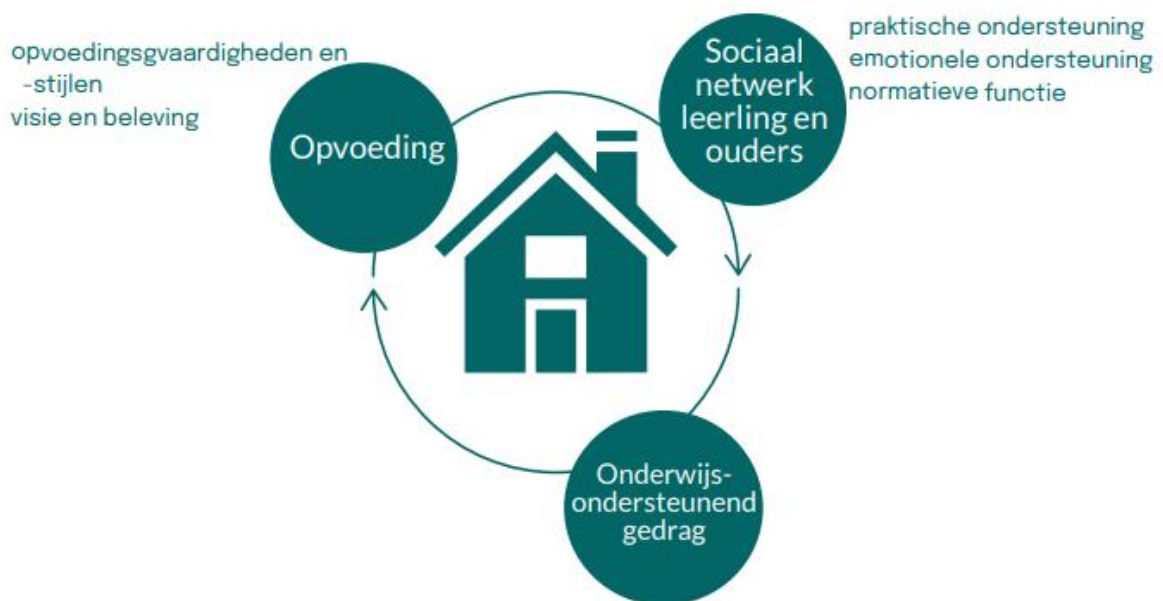 opvoedingsgvaardigheden en
-stijlen
visie en beleving
Opvoeding
Sociaal
netwerk
leerling en
ouders
praktische ondersteuning
emotionele ondersteuning
normatieve functie
Onderwijs-
ondersteunend
gedrag